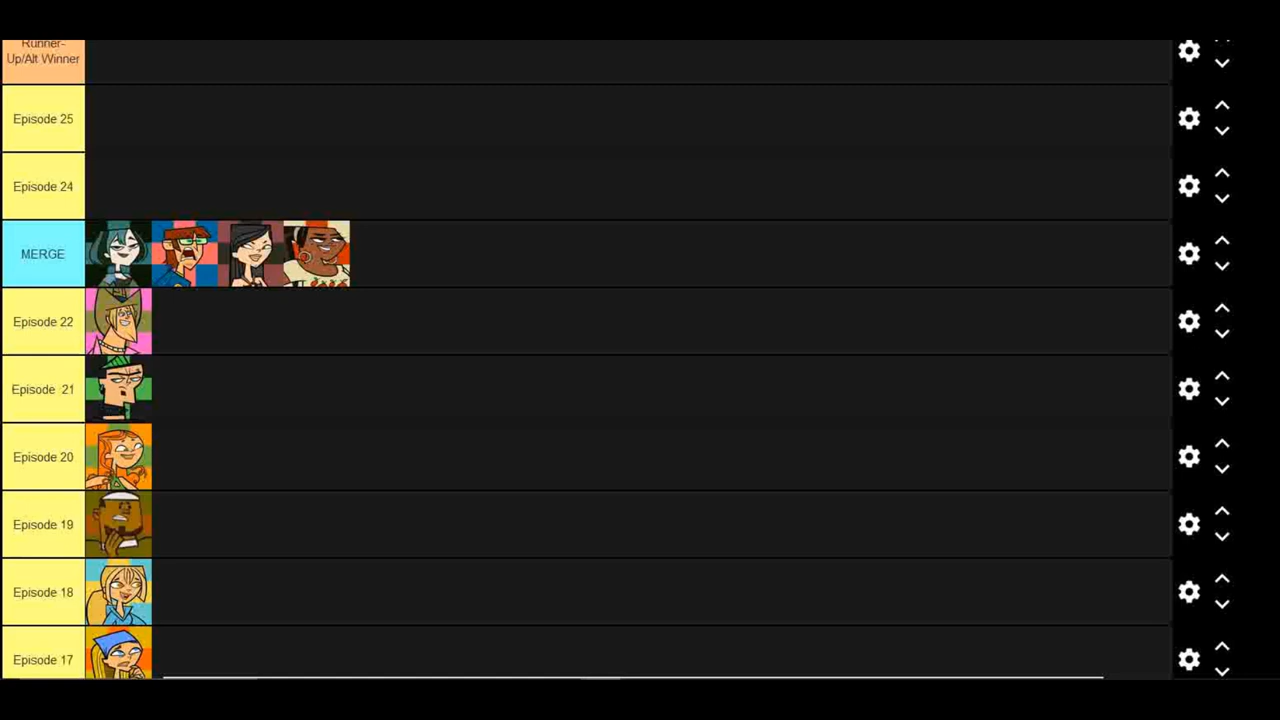 Runner-
Up/Alt Winner
Episode 25
Episode 24
MERGE
Episode 22
Episode 21
Episode 20
Episode 19
Episode 18
Episode 17